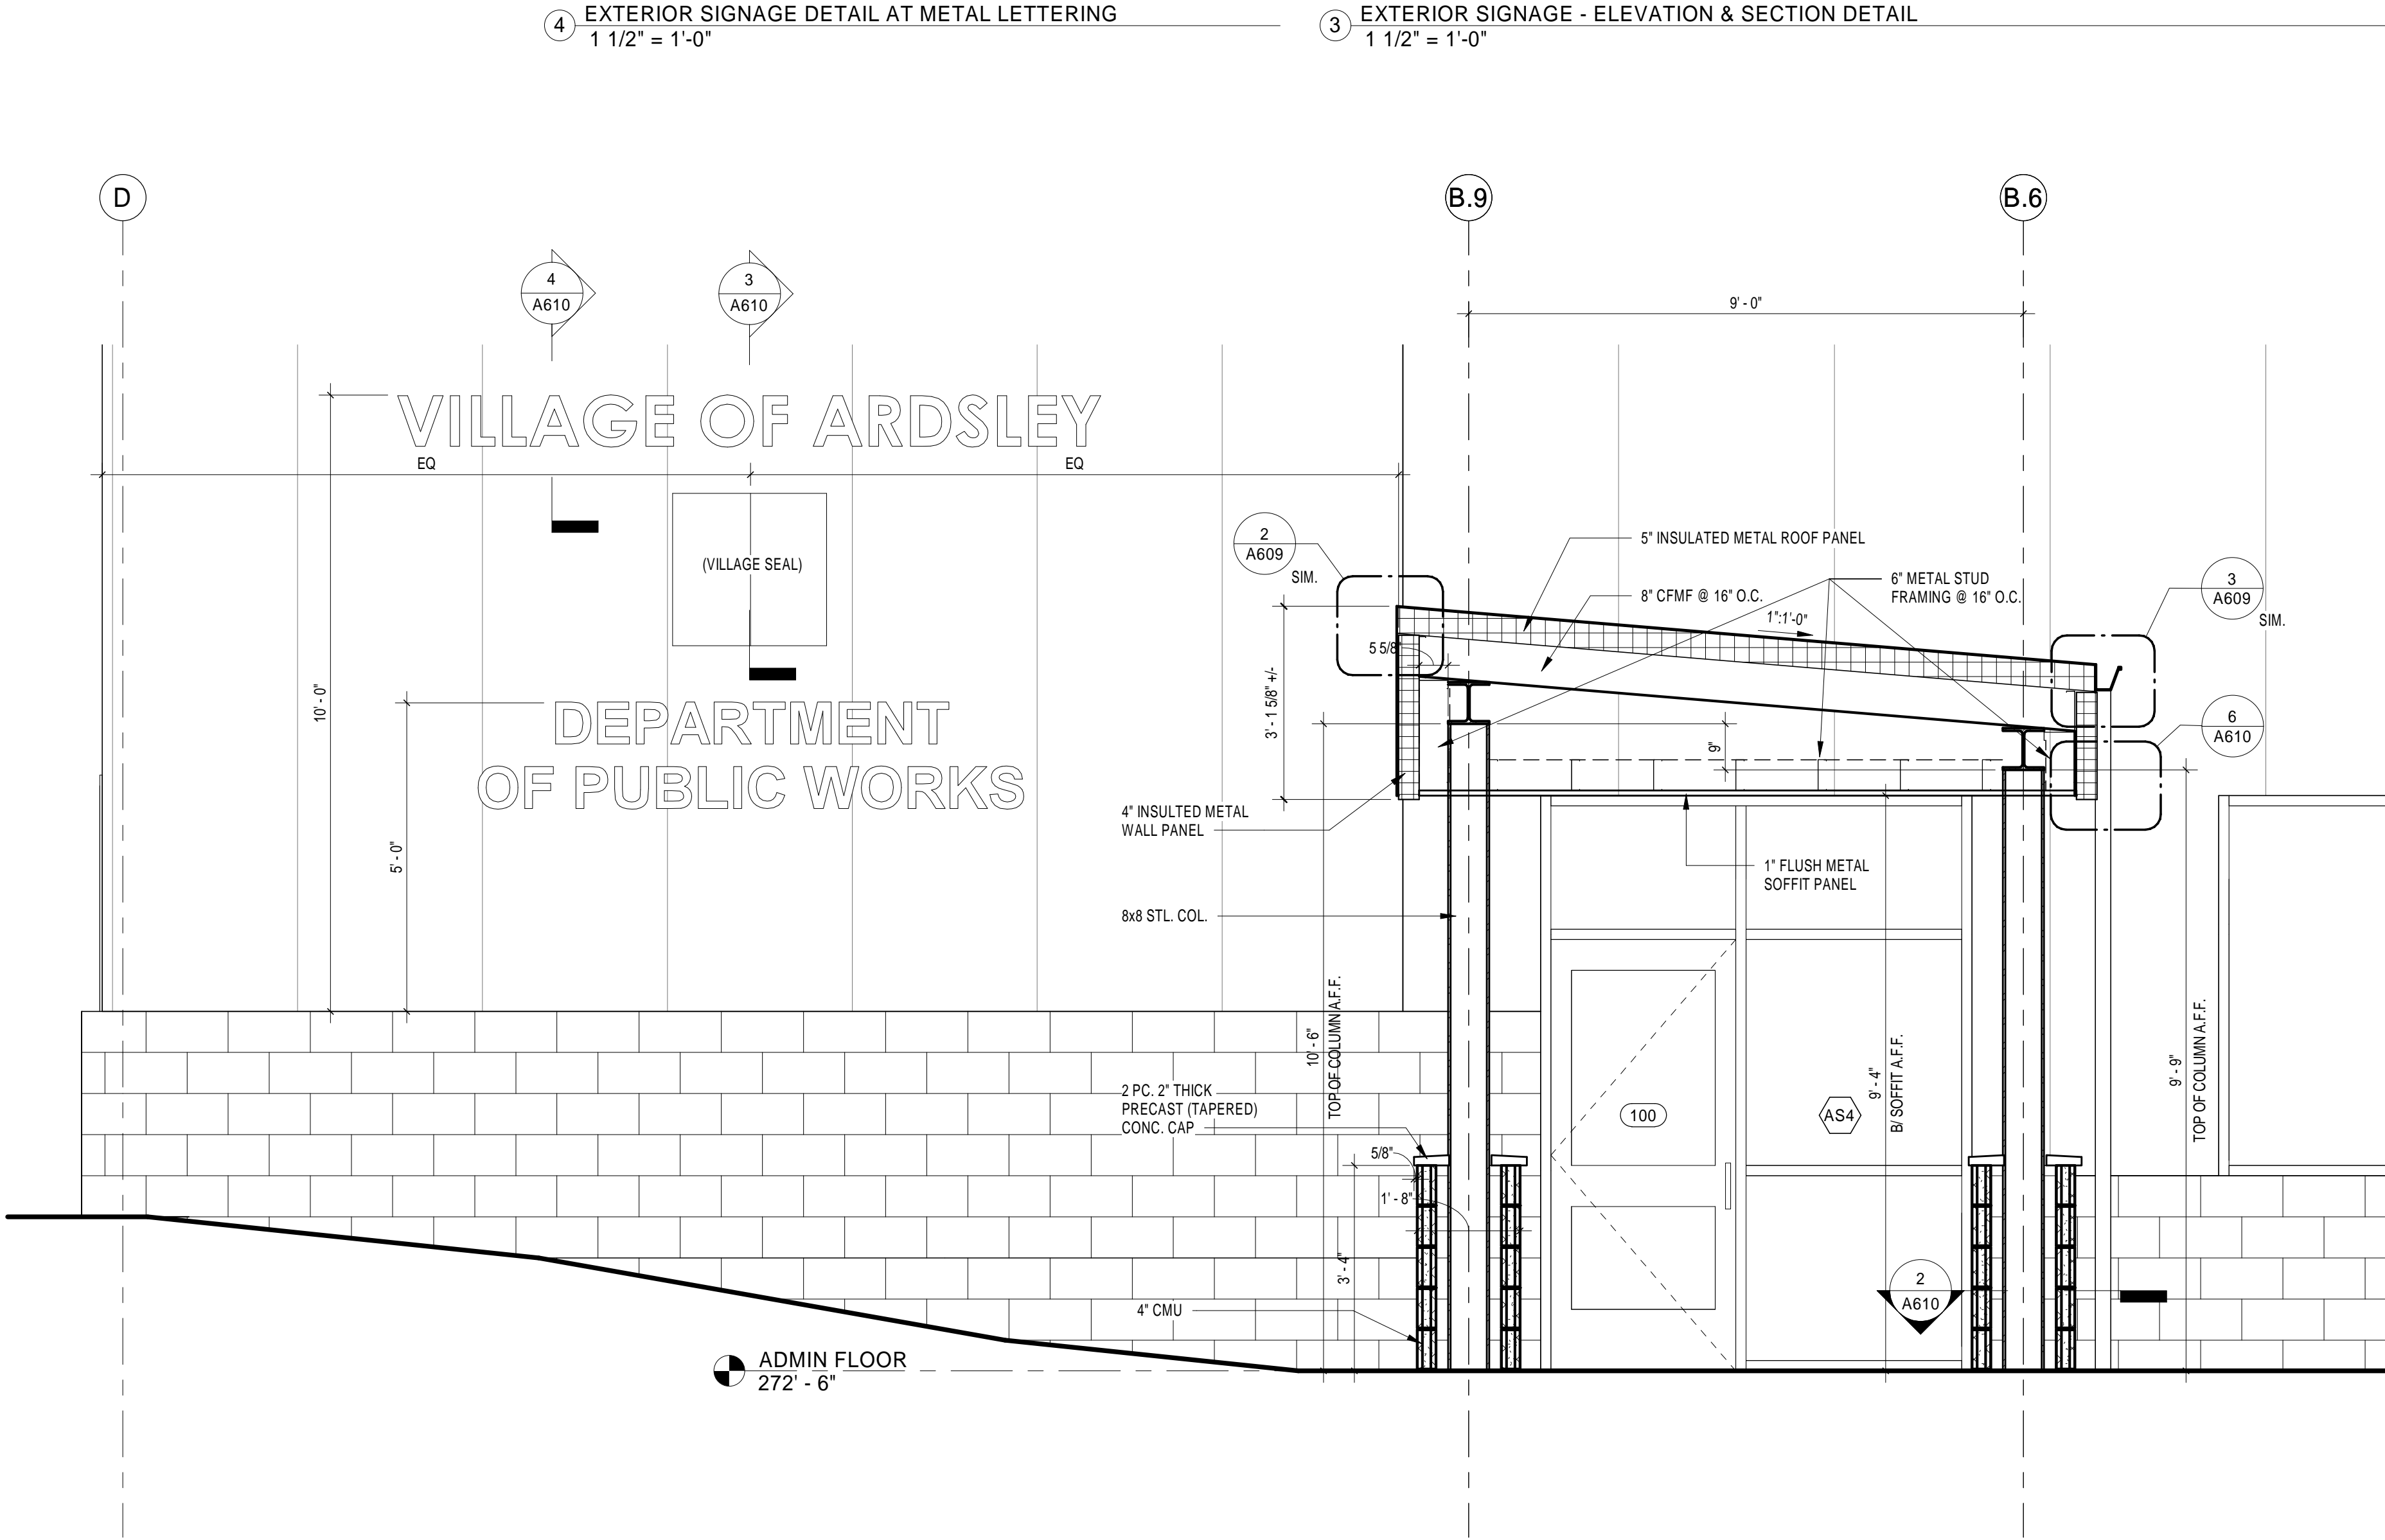 4 EXTERIOR SIGNAGE DETAIL AT METAL LETTERING
1 1/2" = 1'-0"
3 EXTERIOR SIGNAGE - ELEVATION & SECTION DETAIL
1 1/2" = 1'-0"
D
B.9
B.6
4
A610
3
A610
9' - 0"
VILLAGE OF ARDSLEY
EQ
EQ
(VILLAGE SEAL)
DEPARTMENT
OF PUBLIC WORKS
10' - 0"
5' - 0"
2
A609
SIM.
5" INSULATED METAL ROOF PANEL
8" CFMF @ 16" O.C.
6" METAL STUD
FRAMING @ 16" O.C.
1":1'-0"
3
A609
SIM.
5 5/8"
3' - 1 5/8" +/-
9"
6
A610
4" INSULTED METAL
WALL PANEL
1" FLUSH METAL
SOFFIT PANEL
8x8 STL. COL.
10' - 6"
TOP OF COLUMN A.F.F.
9' - 4"
B/ SOFFIT A.F.F.
9' - 9"
TOP OF COLUMN A.F.F.
2 PC. 2" THICK
PRECAST (TAPERED)
CONC. CAP
100
AS4
5/8"
1' - 8"
3' - 4"
4" CMU
2
A610
ADMIN FLOOR
272' - 6"